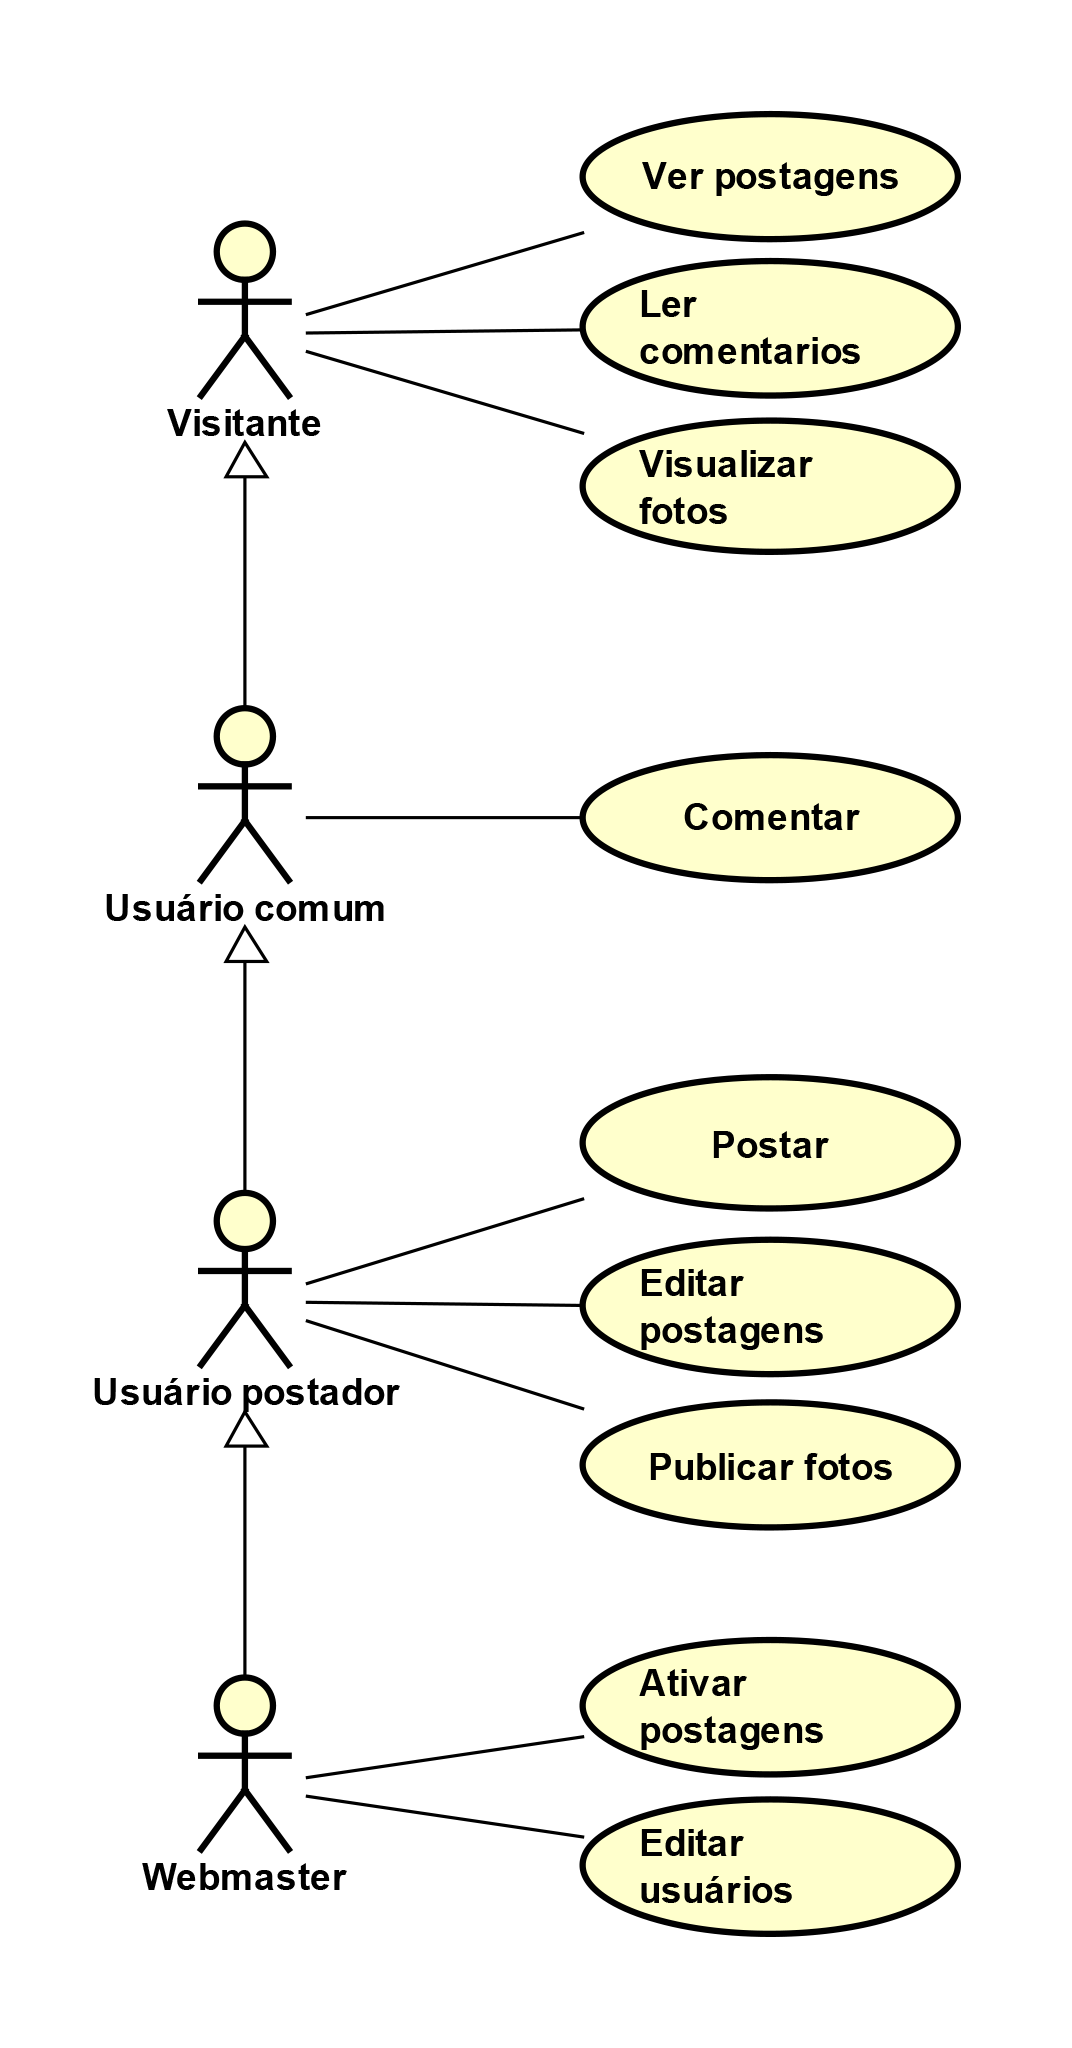 Ver postagens
Ler
comentarios
Visitante
Visualizar
fotos
Comentar
Usuário comum
Postar
Editar
postagens
Usuário postador
Publicar fotos
Ativar
postagens
Webmaster
Editar
usuários